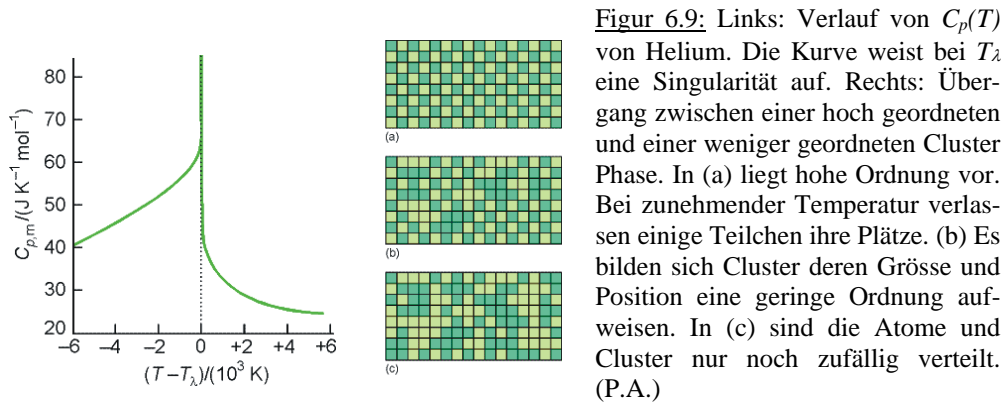 80
70
60
50
40
30
20
C_{p,m} /(J K⁻¹ mol⁻¹)
–6 –4 –2 0 +2 +4 +6
(T – T_λ)/(10³ K)
(a)
(b)
(c)
Figur 6.9: Links: Verlauf von C_p(T)
von Helium. Die Kurve weist bei T_λ
eine Singularität auf. Rechts: Über-
gang zwischen einer hoch geordneten
und einer weniger geordneten Cluster
Phase. In (a) liegt hohe Ordnung vor.
Bei zunehmender Temperatur verlas-
sen einige Teilchen ihre Plätze. (b) Es
bilden sich Cluster deren Grösse und
Position eine geringe Ordnung auf-
weisen. In (c) sind die Atome und
Cluster nur noch zufällig verteilt.
(P.A.)